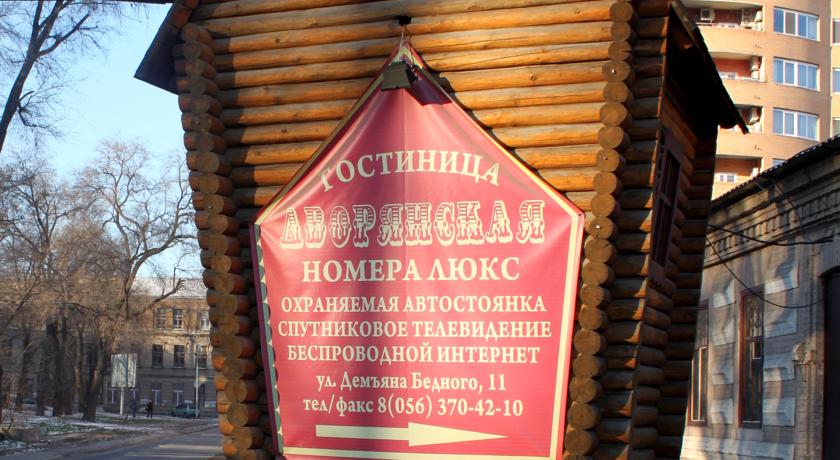 ГОСТИНИЦА
ДВОРЯНСКАЯ
НОМЕРА ЛЮКС
ОХРАНЯЕМАЯ АВТОСТОЯНКА
СПУТНИКОВОЕ ТЕЛЕВИДЕНИЕ
БЕСПРОВОДНОЙ ИНТЕРНЕТ
ул. Демъяна Бедного, 11
тел/факс 8(056) 370-42-10